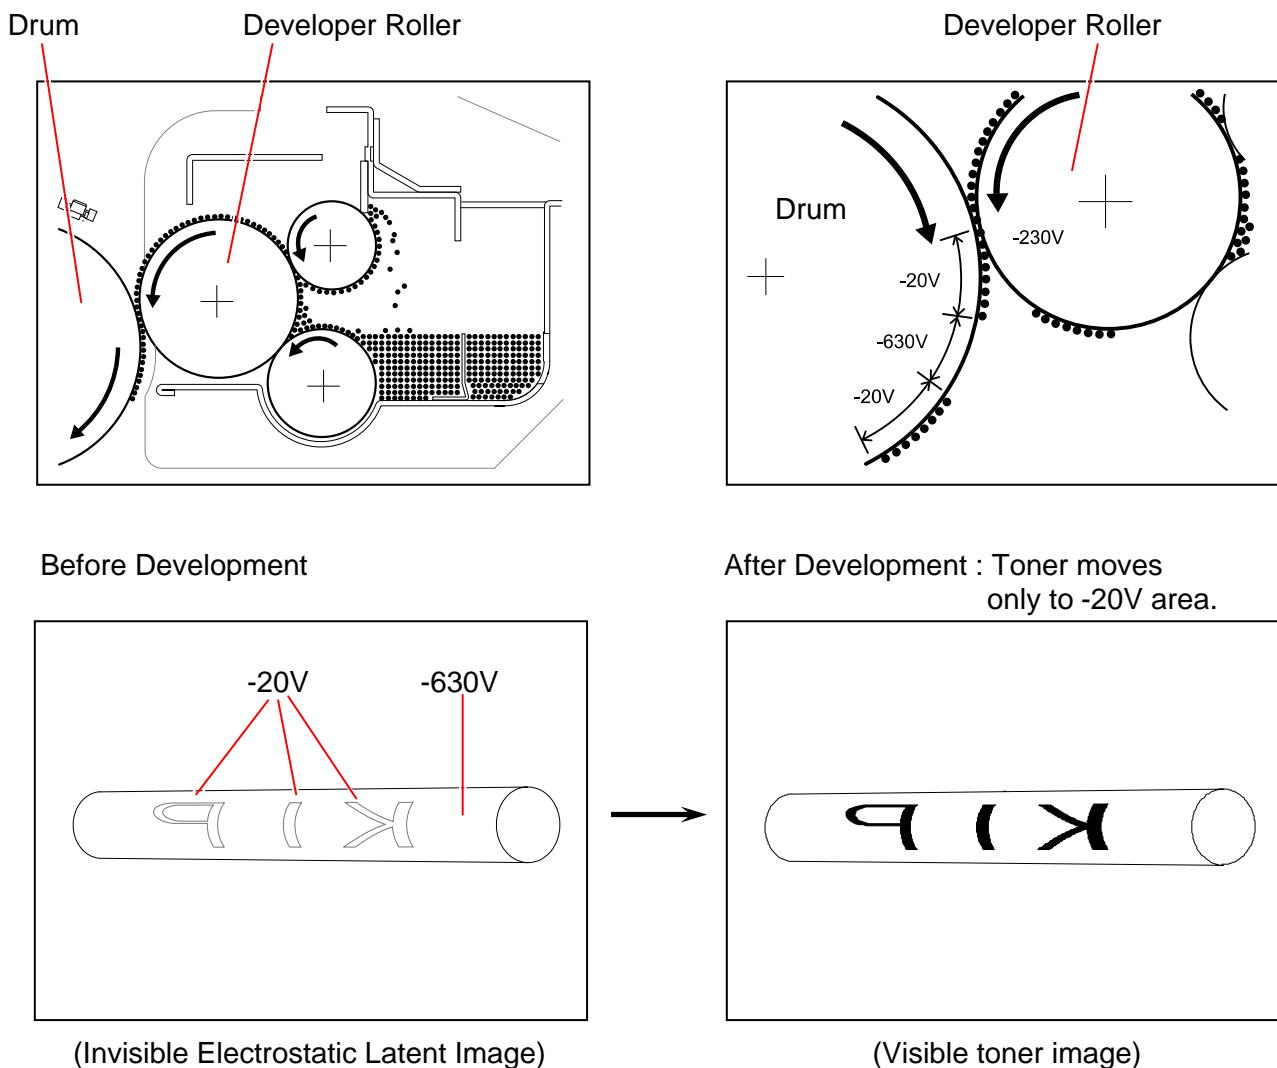 Drum
Developer Roller
Developer Roller
Drum
-230V
-20V
-630V
-20V
Before Development
After Development : Toner moves
only to -20V area.
-20V
-630V
(Invisible Electrostatic Latent Image)
(Visible toner image)